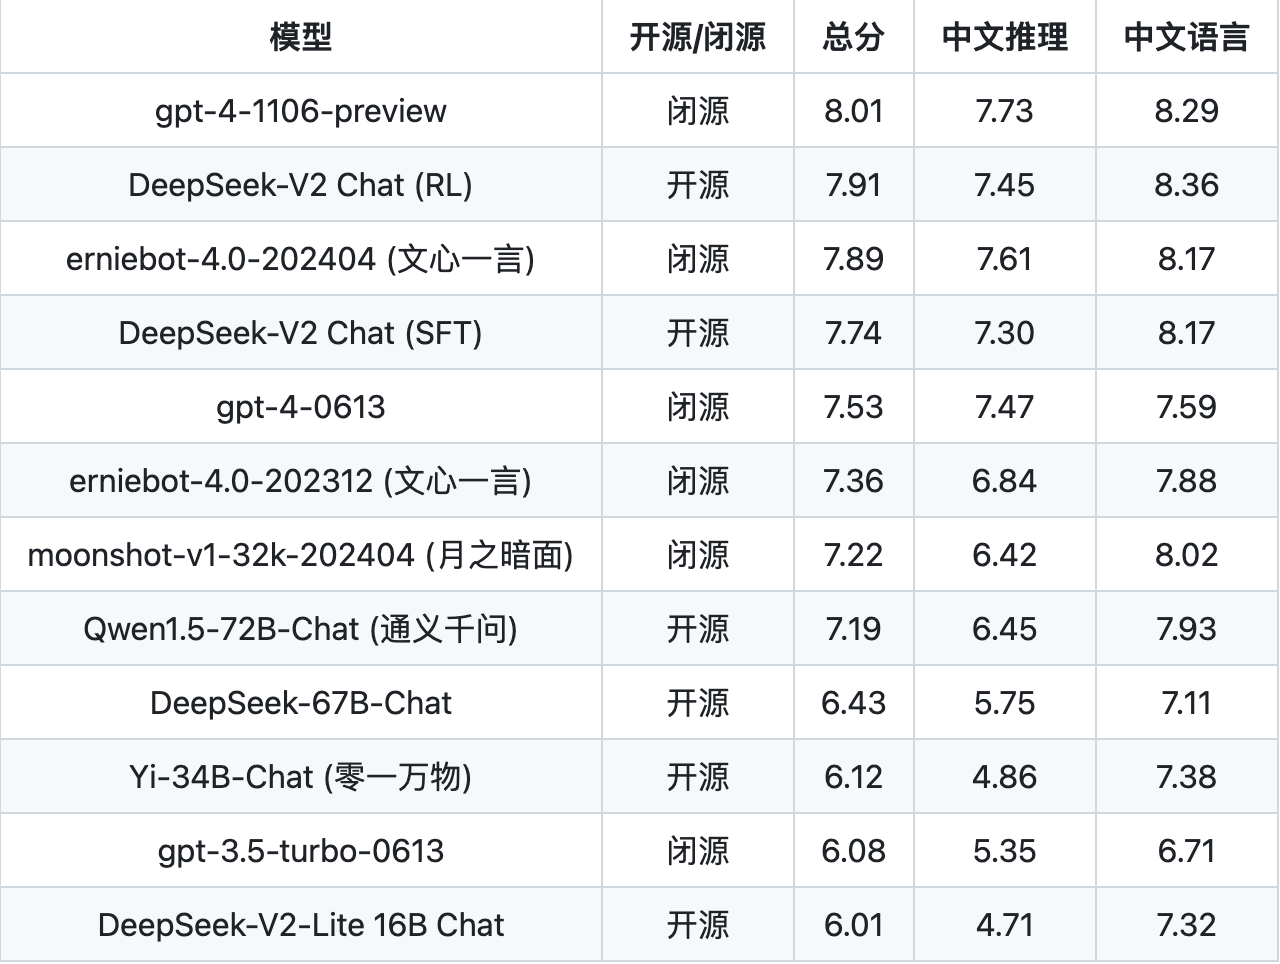 模型 开源/闭源 总分 中文推理 中文语言
gpt-4-1106-preview 闭源 8.01 7.73 8.29
DeepSeek-V2 Chat (RL) 开源 7.91 7.45 8.36
erniebot-4.0-202404 (文心一言) 闭源 7.89 7.61 8.17
DeepSeek-V2 Chat (SFT) 开源 7.74 7.30 8.17
gpt-4-0613 闭源 7.53 7.47 7.59
erniebot-4.0-202312 (文心一言) 闭源 7.36 6.84 7.88
moonshot-v1-32k-202404 (月之暗面) 闭源 7.22 6.42 8.02
Qwen1.5-72B-Chat (通义千问) 开源 7.19 6.45 7.93
DeepSeek-67B-Chat 开源 6.43 5.75 7.11
Yi-34B-Chat (零一万物) 开源 6.12 4.86 7.38
gpt-3.5-turbo-0613 闭源 6.08 5.35 6.71
DeepSeek-V2-Lite 16B Chat 开源 6.01 4.71 7.32